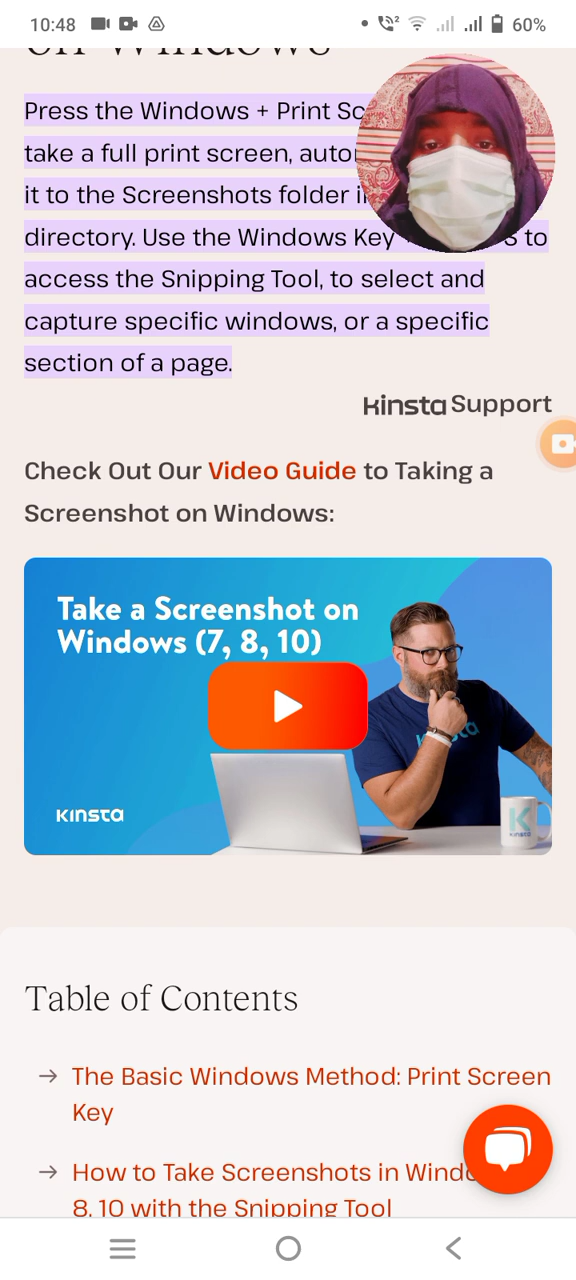 10:48
60%
on Windows
Press the Windows + Print
take a full print screen,
it to the Screenshots folder
directory. Use the Windows Key S to
access the Snipping Tool, to select and
capture specific windows, or a specific
section of a page.
Kinsta Support
Check Out Our Video Guide to Taking a
Screenshot on Windows:
Take a Screenshot on
Windows (7, 8, 10)
Kinsta
K
Kinsta
Kinsta
Table of Contents
→ The Basic Windows Method: Print Screen
Key
→ How to Take Screenshots in
8, 10 with the Snipping Tool